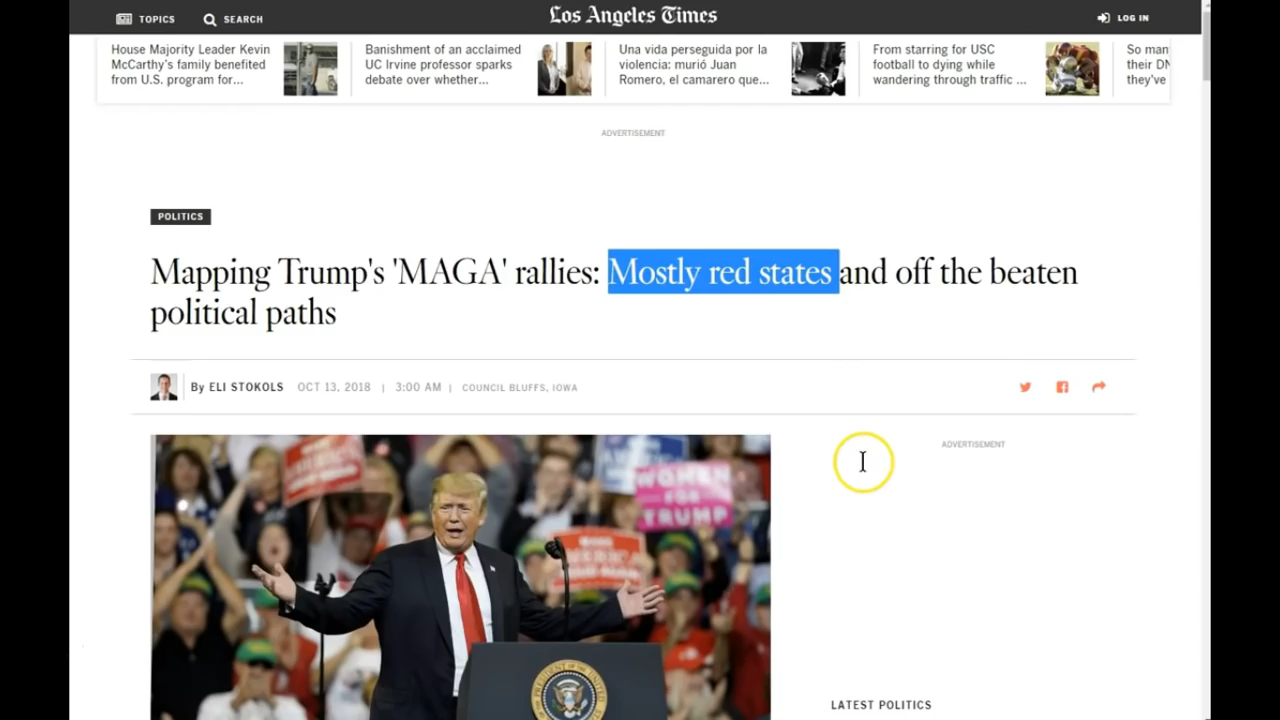 TOPICS
SEARCH
Los Angeles Times
LOG IN
House Majority Leader Kevin
McCarthy's family benefited
from U.S. program for...
Banishment of an acclaimed
UC Irvine professor sparks
debate over whether...
Una vida perseguida por la
violencia: murió Juan
Romero, el camarero que...
From starring for USC
football to dying while
wandering through traffic ...
So man
their DN
they've
ADVERTISEMENT
POLITICS
Mapping Trump's 'MAGA' rallies: Mostly red states and off the beaten
political paths
By ELI STOKOLS OCT 13, 2018 | 3:00 AM | COUNCIL BLUFFS, IOWA
ADVERTISEMENT
WOMEN
FOR
TRUMP
LATEST POLITICS